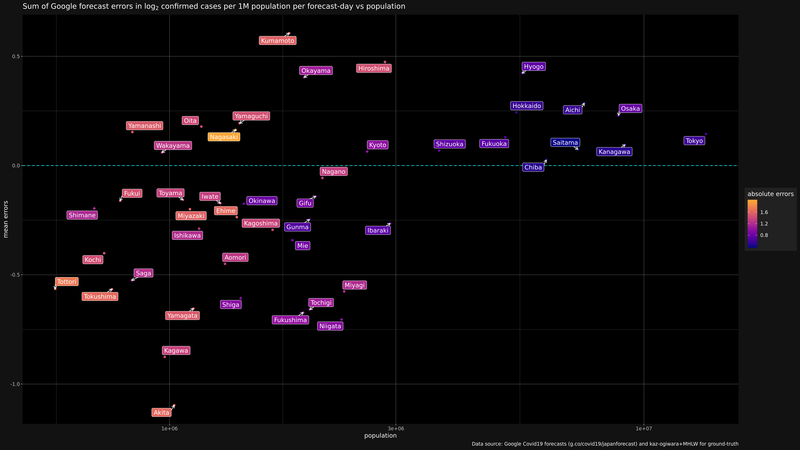 Sum of Google forecast errors in log₂ confirmed cases per 1M population per forecast-day vs population
Kumamoto
0.5
Okayama
Hiroshima
Hyogo
Hokkaido
Aichi
Osaka
Yamanashi
Oita
Yamaguchi
Nagasaki
Wakayama
Kyoto
Shizuoka
Fukuoka
Saitama
Kanagawa
Tokyo
0.0
Chiba
Nagano
Fukui
Toyama
Iwate
Okinawa
Gifu
Shimane
Miyazaki
Ehime
Kagoshima
Gunma
Ibaraki
Ishikawa
Mie
Kochi
Aomori
Saga
-0.5
Tottori
Tokushima
Miyagi
Shiga
Tochigi
Yamagata
Fukushima
Niigata
Kagawa
-1.0
Akita
mean errors
1e+06
3e+06
1e+07
population
absolute errors
1.6
1.2
0.8
Data source: Google Covid19 forecasts (g.co/covid19/japanforecast) and kaz-ogiwara+MHLW for ground-truth